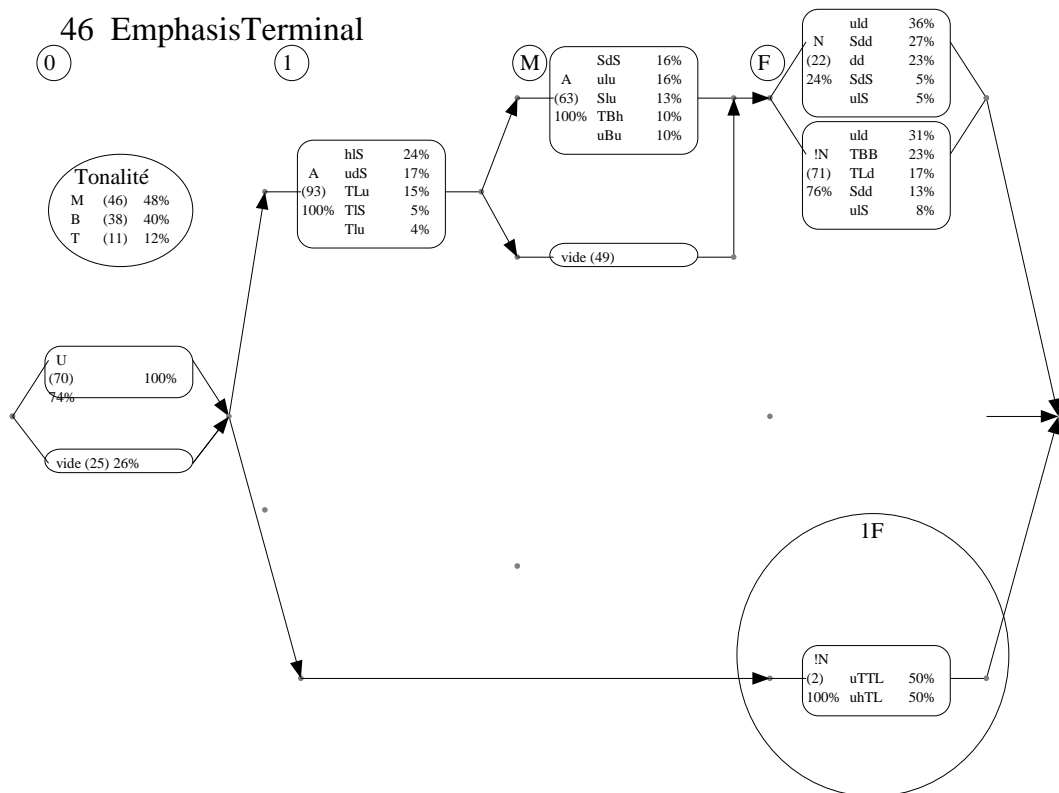 46 EmphasisTerminal
0
1
M
F
Tonalité
M (46) 48%
B (38) 40%
T (11) 12%
U
(70) 100%
74%
vide (25) 26%
hlS 24%
A udS 17%
(93) TLu 15%
100% TlS 5%
Tlu 4%
SdS 16%
A ulu 16%
(63) Slu 13%
100% TBh 10%
uBu 10%
vide (49)
uld 36%
N Sdd 27%
(22) dd 23%
24% SdS 5%
ulS 5%
uld 31%
!N TBB 23%
(71) TLd 17%
76% Sdd 13%
ulS 8%
1F
!N
(2) uTTL 50%
100% uhTL 50%